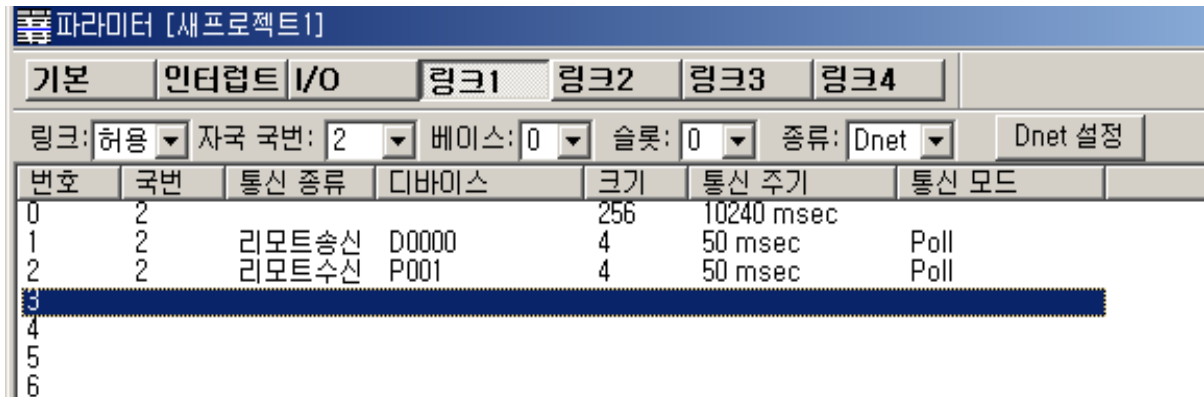 파라미터 [새프로젝트1]
기본 인터럽트 I/O 링크1 링크2 링크3 링크4
링크: 허용 자국 국번: 2 베이스: 0 슬롯: 0 종류: Dnet Dnet 설정
번호 국번 통신 종류 디바이스 크기 통신 주기 통신 모드
0 2 256 10240 msec
1 2 리모트송신 D0000 4 50 msec Poll
2 2 리모트수신 P001 4 50 msec Poll
3
4
5
6